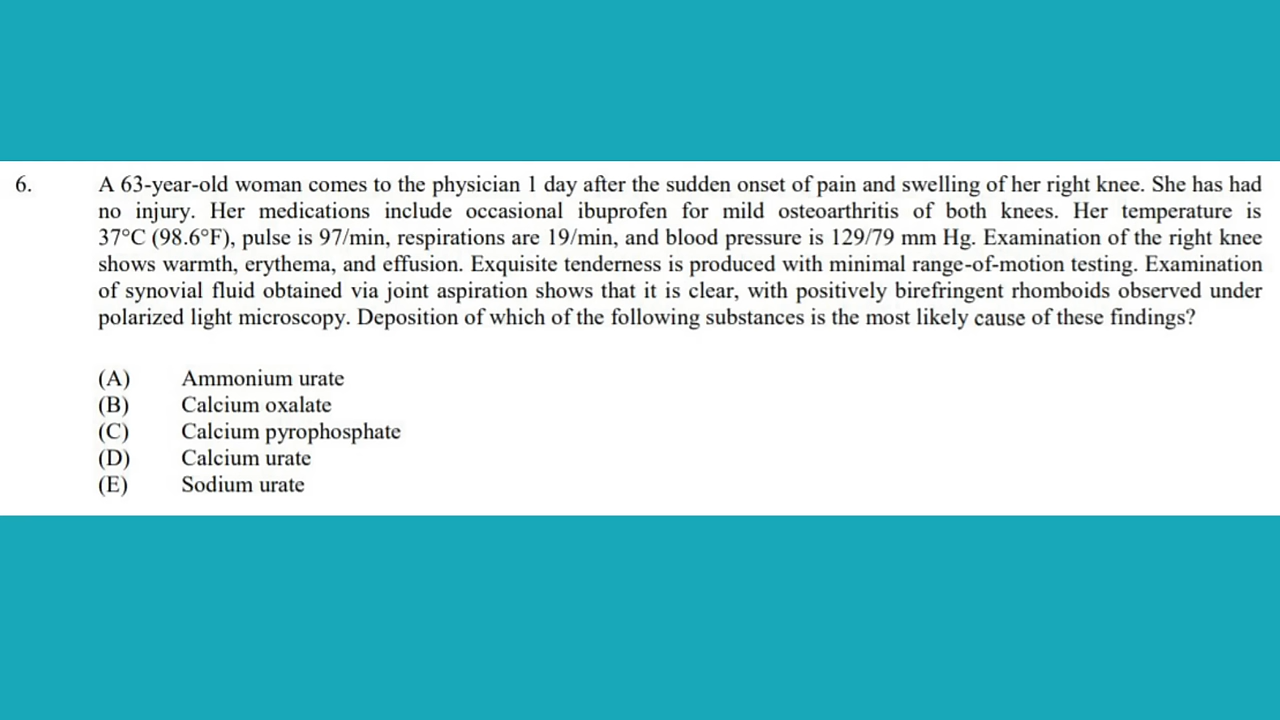 6. A 63-year-old woman comes to the physician 1 day after the sudden onset of pain and swelling of her right knee. She has had
no injury. Her medications include occasional ibuprofen for mild osteoarthritis of both knees. Her temperature is
37°C (98.6°F), pulse is 97/min, respirations are 19/min, and blood pressure is 129/79 mm Hg. Examination of the right knee
shows warmth, erythema, and effusion. Exquisite tenderness is produced with minimal range-of-motion testing. Examination
of synovial fluid obtained via joint aspiration shows that it is clear, with positively birefringent rhomboids observed under
polarized light microscopy. Deposition of which of the following substances is the most likely cause of these findings?
(A) Ammonium urate
(B) Calcium oxalate
(C) Calcium pyrophosphate
(D) Calcium urate
(E) Sodium urate